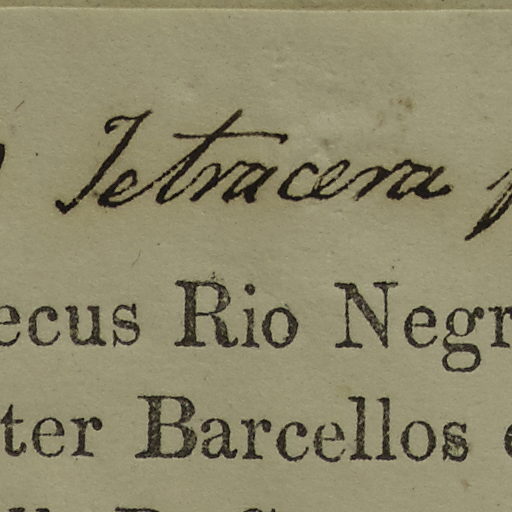 Tetracera
ecus Rio Negr
ter Barcellos